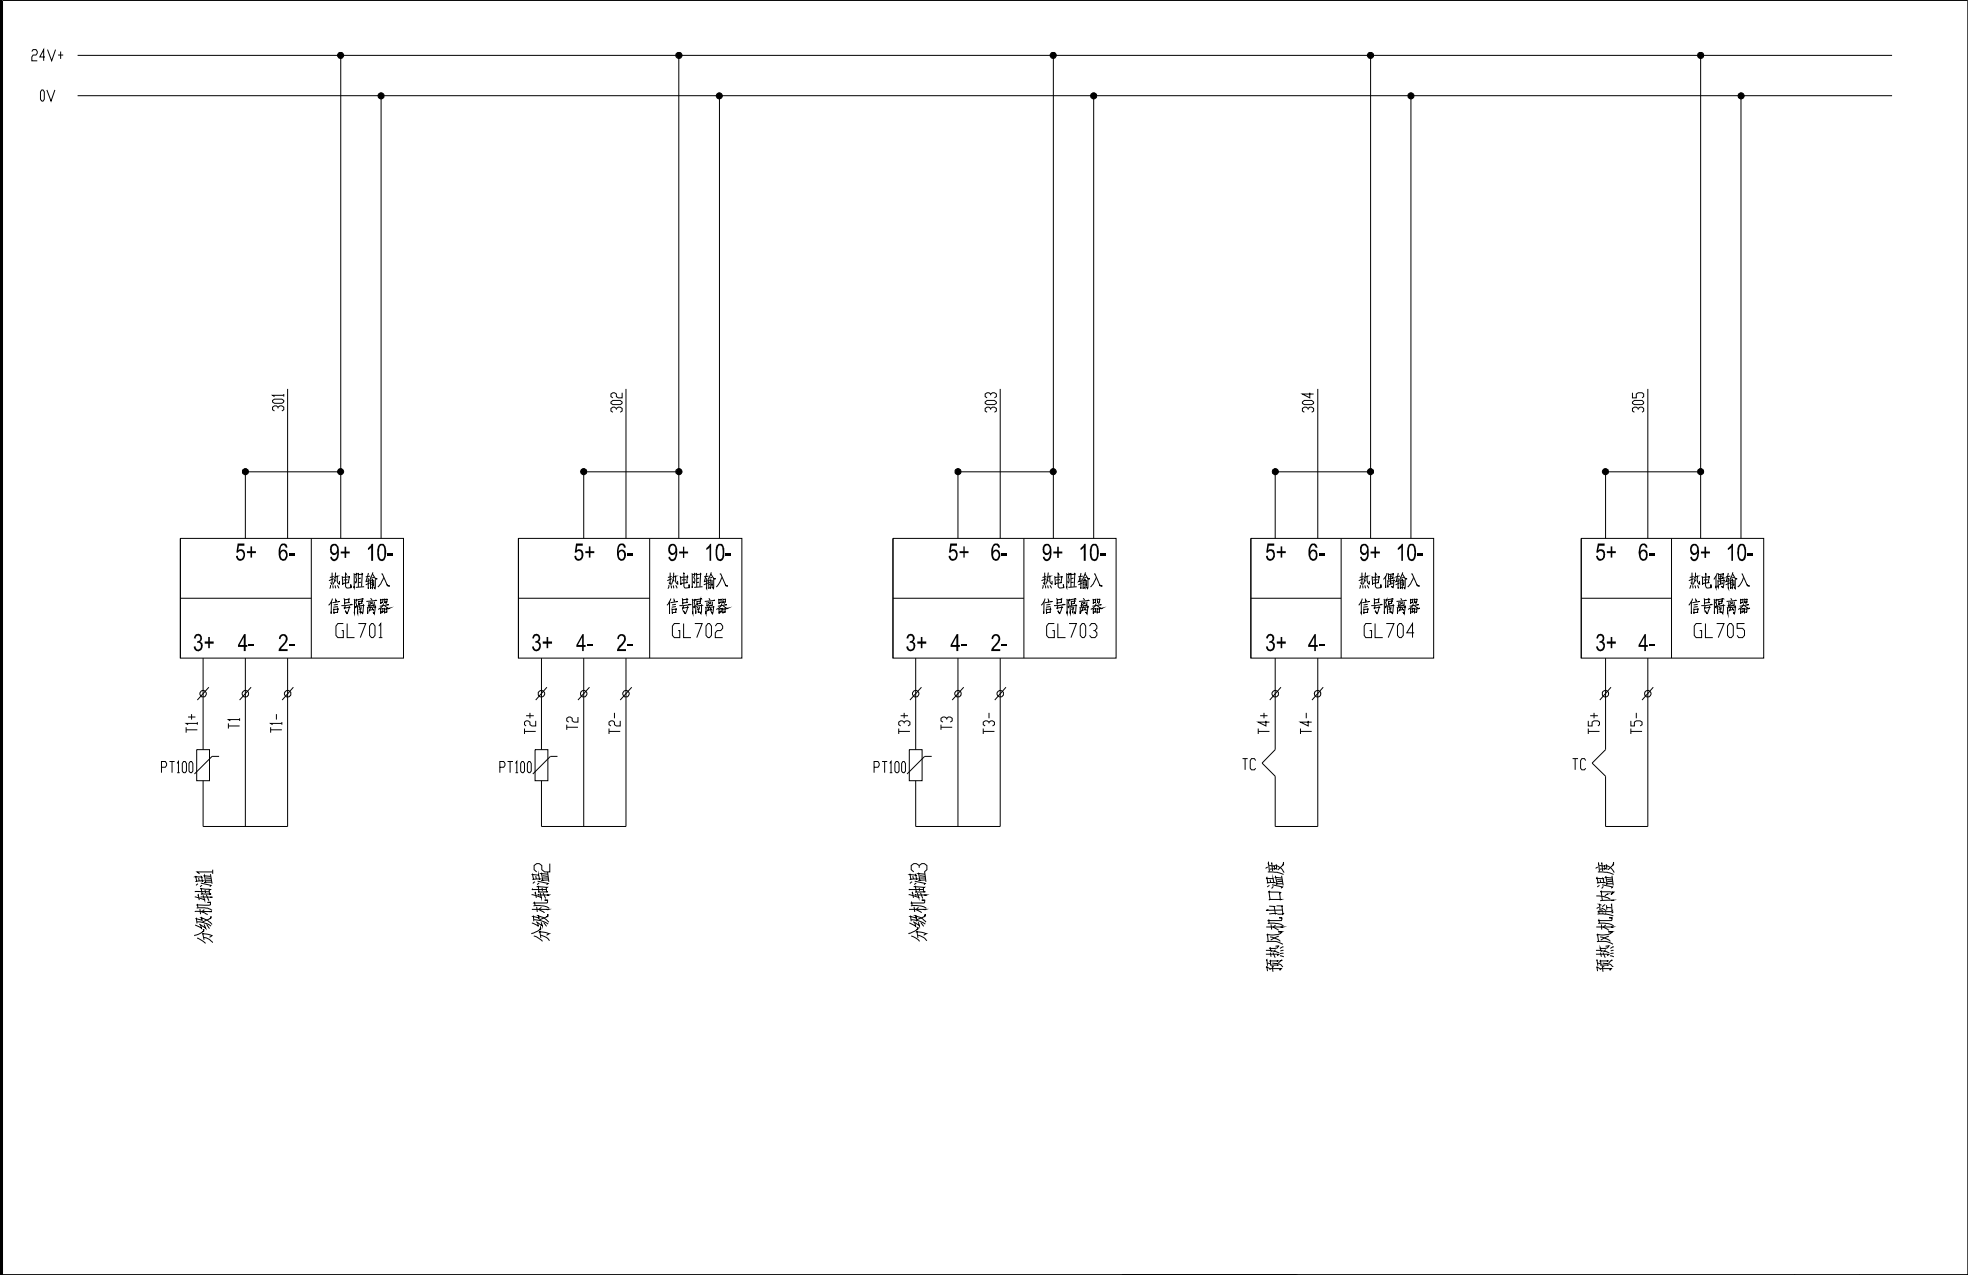 24V+
0V
301
302
303
304
305
5+ 6- 9+ 10-
热电阻输入
信号隔离器
GL701
3+ 4- 2-
5+ 6- 9+ 10-
热电阻输入
信号隔离器
GL702
3+ 4- 2-
5+ 6- 9+ 10-
热电阻输入
信号隔离器
GL703
3+ 4- 2-
5+ 6- 9+ 10-
热电偶输入
信号隔离器
GL704
3+ 4-
5+ 6- 9+ 10-
热电偶输入
信号隔离器
GL705
3+ 4-
T1+ T1 T1-
T2+ T2 T2-
T3+ T3 T3-
T4+ T4-
T5+ T5-
PT100
PT100
PT100
TC
TC
分级机轴温1
分级机轴温2
分级机轴温3
预热风机出口温度
预热风机腔内温度